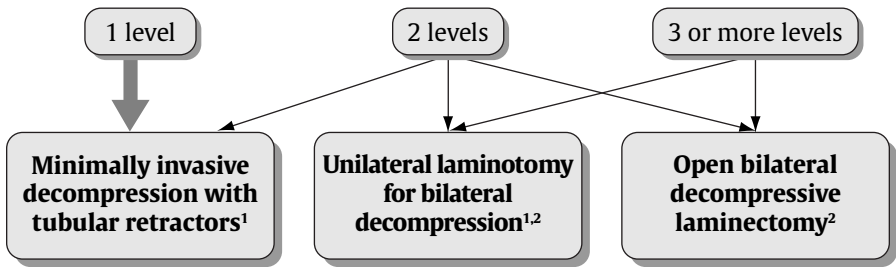 1 level
2 levels
3 or more levels
Minimally invasive
decompression with
tubular retractors¹
Unilateral laminotomy
for bilateral
decompression¹,²
Open bilateral
decompressive
laminectomy²